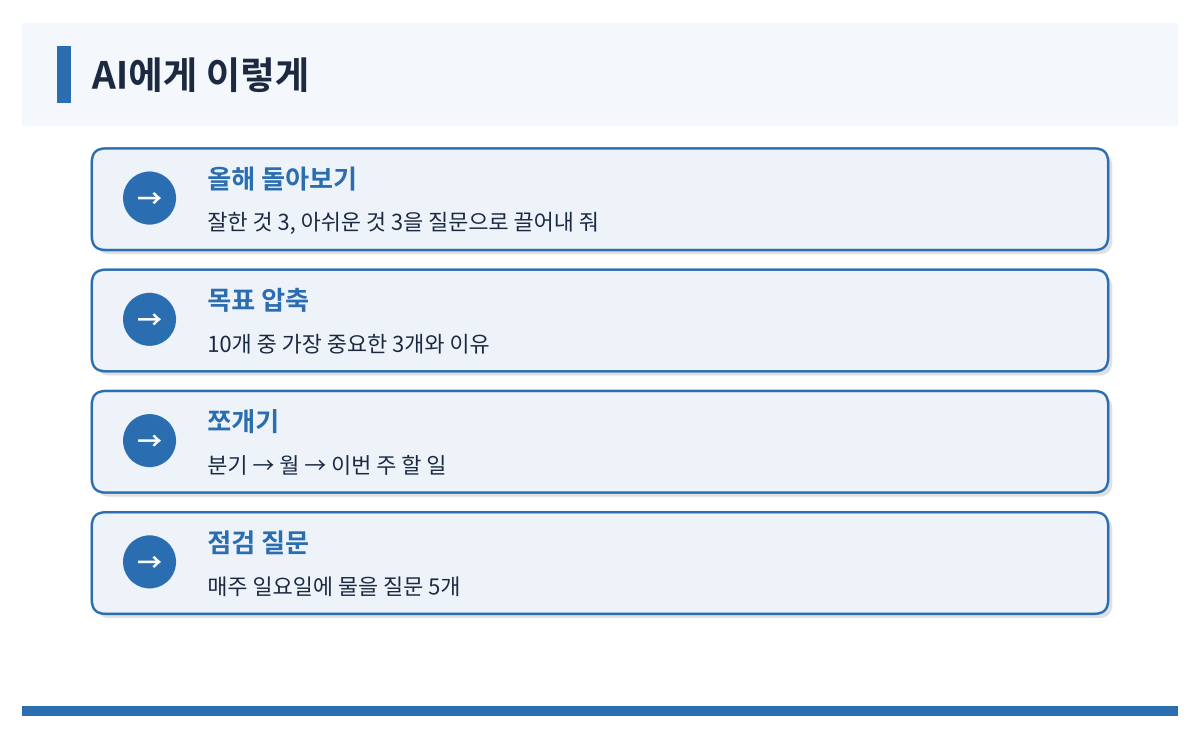 AI에게 이렇게
→ 올해 돌아보기
잘한 것 3, 아쉬운 것 3을 질문으로 끌어내 줘
→ 목표 압축
10개 중 가장 중요한 3개와 이유
→ 쪼개기
분기 → 월 → 이번 주 할 일
→ 점검 질문
매주 일요일에 물을 질문 5개